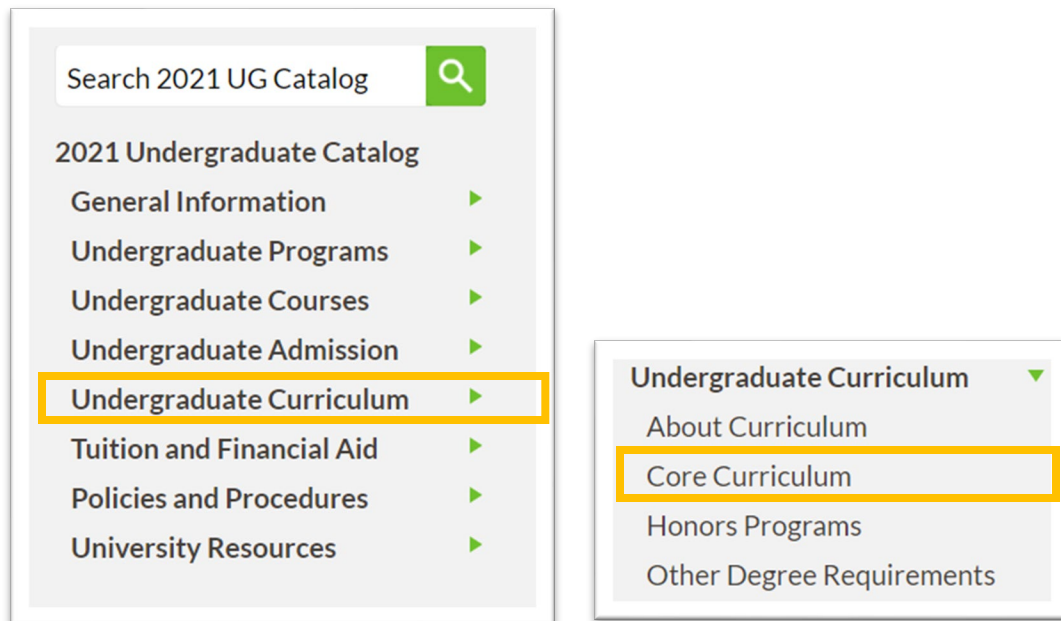 Search 2021 UG Catalog
2021 Undergraduate Catalog
General Information
Undergraduate Programs
Undergraduate Courses
Undergraduate Admission
Undergraduate Curriculum
Tuition and Financial Aid
Policies and Procedures
University Resources
Undergraduate Curriculum
About Curriculum
Core Curriculum
Honors Programs
Other Degree Requirements